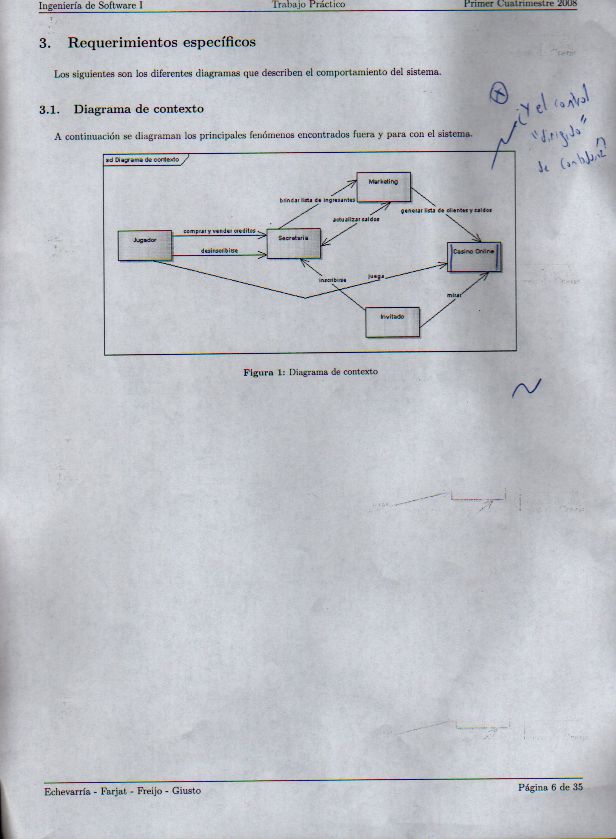 Ingeniería de Software I Trabajo Práctico Primer Cuatrimestre 2008
3. Requerimientos específicos
Los siguientes son los diferentes diagramas que describen el comportamiento del sistema.
3.1. Diagrama de contexto
A continuación se diagraman los principales fenómenos encontrados fuera y para con el sistema.
¿Y el control
"dirigido"
de
sd Diagrama de contexto
Marketing
brindar lista de ingresantes
generar lista de clientes y saldos
actualizar saldos
comprar y vender creditos
Jugador
Secretaria
desinscribirse
Casino Online
juega
inscribirse
mirar
Invitado
Figura 1: Diagrama de contexto
Echevarría - Farjat - Freijo - Giusto Página 6 de 35